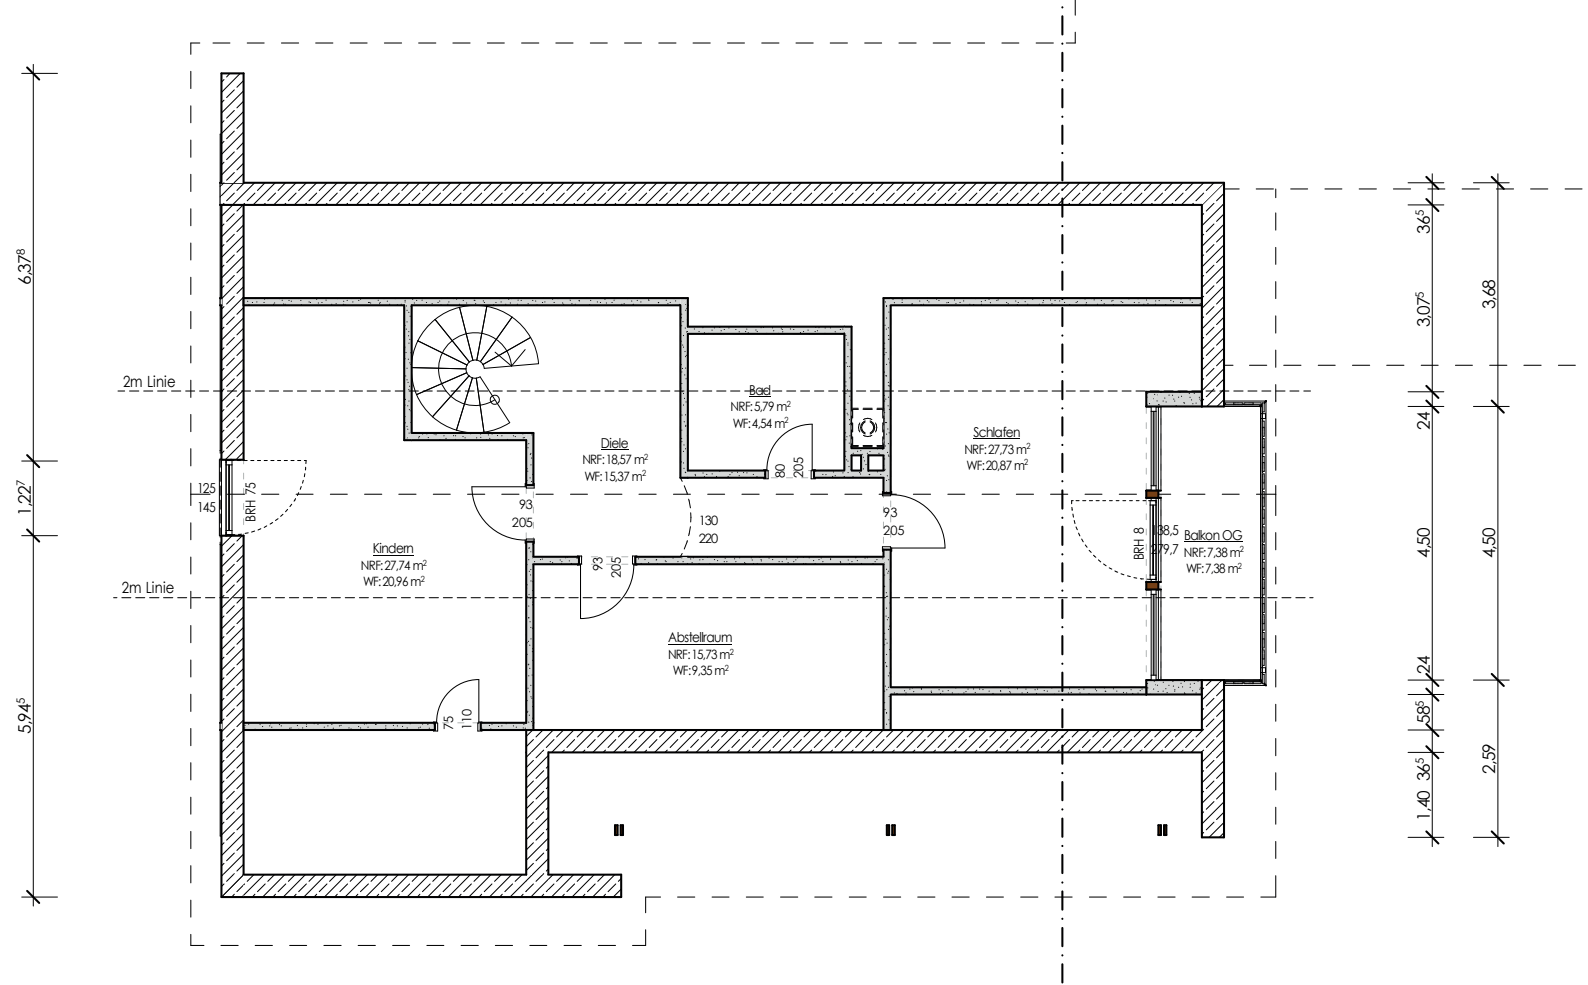 6,37⁸
1,22⁷
5,94⁵
2m Linie
2m Linie
125
145
BRH 75
Kindern
NRF: 27,74 m²
WF: 20,96 m²
75
110
Diele
NRF: 18,57 m²
WF: 15,37 m²
93
205
93
205
130
220
Bad
NRF: 5,79 m²
WF: 4,54 m²
80
205
Abstellraum
NRF: 15,73 m²
WF: 9,35 m²
Schlafen
NRF: 27,73 m²
WF: 20,87 m²
93
205
BRH 8
138,5
279,7
Balkon OG
NRF: 7,38 m²
WF: 7,38 m²
36⁵
3,07⁵
24
4,50
24
58⁵
36⁵
1,40
3,68
4,50
2,59